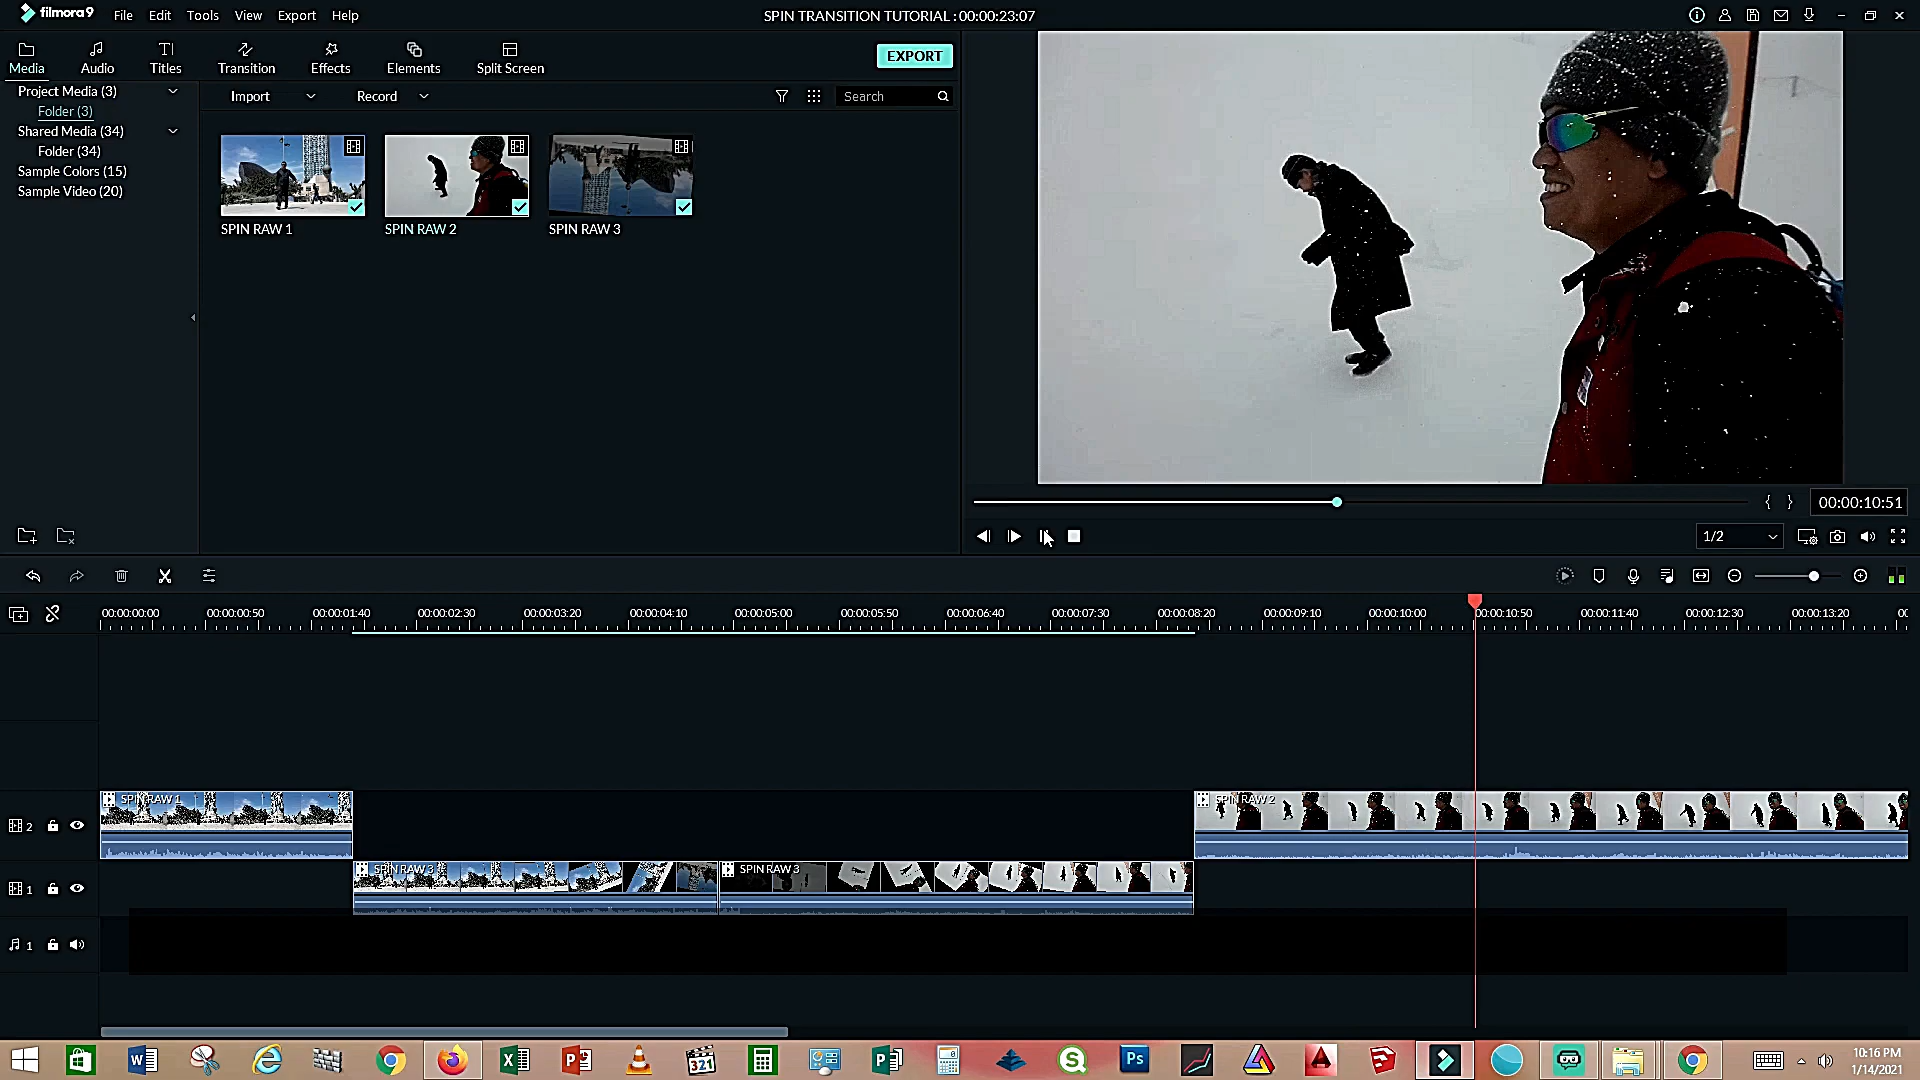 filmora9 File Edit Tools View Export Help SPIN TRANSITION TUTORIAL : 00:00:23:07
Media Audio Titles Transition Effects Elements Split Screen EXPORT
Project Media (3)
Folder (3)
Shared Media (34)
Folder (34)
Sample Colors (15)
Sample Video (20)
Import Record Search
SPIN RAW 1 SPIN RAW 2 SPIN RAW 3
{ } 00:00:10:51
1/2
00:00:00:00 00:00:00:50 00:00:01:40 00:00:02:30 00:00:03:20 00:00:04:10 00:00:05:00 00:00:05:50 00:00:06:40 00:00:07:30 00:00:08:20 00:00:09:10 00:00:10:00 00:00:10:50 00:00:11:40 00:00:12:30 00:00:13:20
SPIN RAW 1 SPIN RAW 2
2
SPIN RAW 3 SPIN RAW 3
1
1
321 Ps
10:16 PM
1/14/2021